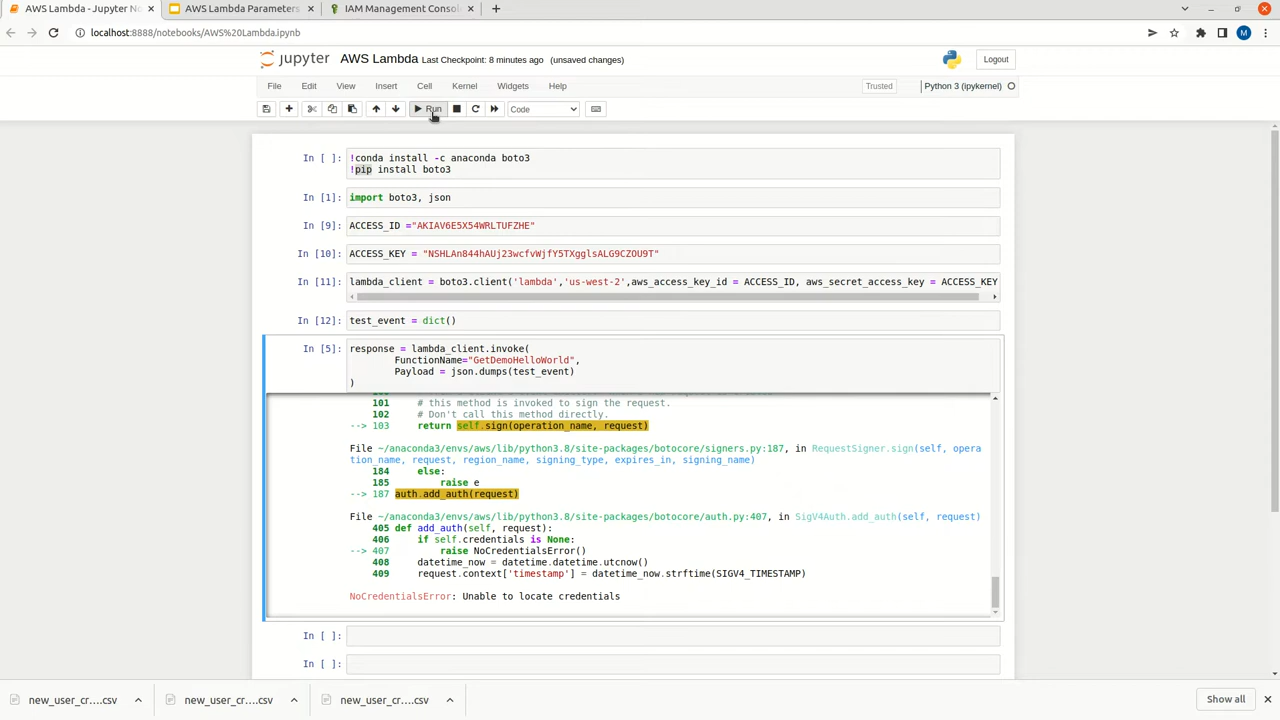 AWS Lambda - Jupyter No
AWS Lambda Parameters
IAM Management Consol
localhost:8888/notebooks/AWS%20Lambda.ipynb
M
jupyter AWS Lambda Last Checkpoint: 8 minutes ago (unsaved changes)
Logout
File Edit View Insert Cell Kernel Widgets Help
Trusted
Python 3 (ipykernel)
Run
Code
In [ ]: !conda install -c anaconda boto3
!pip install boto3
In [1]: import boto3, json
In [9]: ACCESS_ID ="AKIAV6E5X54WRLTUFZHE"
In [10]: ACCESS_KEY = "NSHLAn844hAUj23wcfvWjfY5TXgglsALG9CZOU9T"
In [11]: lambda_client = boto3.client('lambda','us-west-2',aws_access_key_id = ACCESS_ID, aws_secret_access_key = ACCESS_KEY
In [12]: test_event = dict()
In [5]: response = lambda_client.invoke(
FunctionName="GetDemoHelloWorld",
Payload = json.dumps(test_event)
)
101 # this method is invoked to sign the request.
102 # Don't call this method directly.
--> 103 return self.sign(operation_name, request)
File ~/anaconda3/envs/aws/lib/python3.8/site-packages/botocore/signers.py:187, in RequestSigner.sign(self, opera
tion_name, request, region_name, signing_type, expires_in, signing_name)
184 else:
185 raise e
--> 187 auth.add_auth(request)
File ~/anaconda3/envs/aws/lib/python3.8/site-packages/botocore/auth.py:407, in SigV4Auth.add_auth(self, request)
405 def add_auth(self, request):
406 if self.credentials is None:
--> 407 raise NoCredentialsError()
408 datetime_now = datetime.datetime.utcnow()
409 request.context['timestamp'] = datetime_now.strftime(SIGV4_TIMESTAMP)
NoCredentialsError: Unable to locate credentials
In [ ]:
In [ ]:
new_user_cr....csv
new_user_cr....csv
new_user_cr....csv
Show all